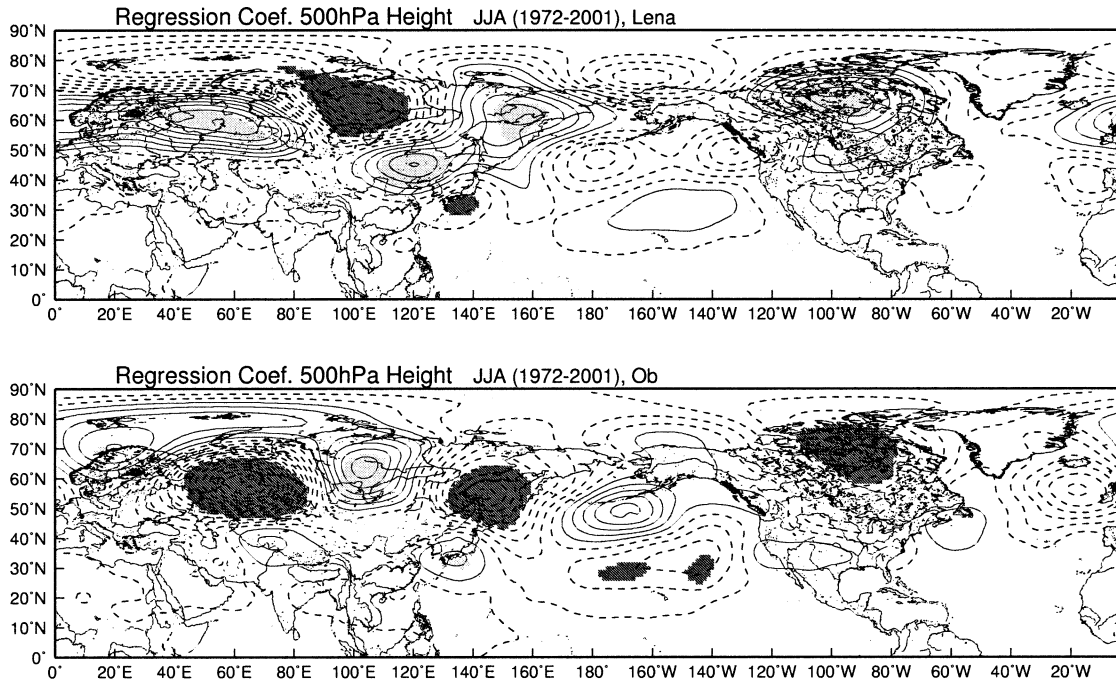 Regression Coef. 500hPa Height JJA (1972-2001), Lena
90°N
80°N
70°N
60°N
50°N
40°N
30°N
20°N
10°N
0°
0° 20°E 40°E 60°E 80°E 100°E 120°E 140°E 160°E 180° 160°W 140°W 120°W 100°W 80°W 60°W 40°W 20°W
Regression Coef. 500hPa Height JJA (1972-2001), Ob
90°N
80°N
70°N
60°N
50°N
40°N
30°N
20°N
10°N
0°
0° 20°E 40°E 60°E 80°E 100°E 120°E 140°E 160°E 180° 160°W 140°W 120°W 100°W 80°W 60°W 40°W 20°W